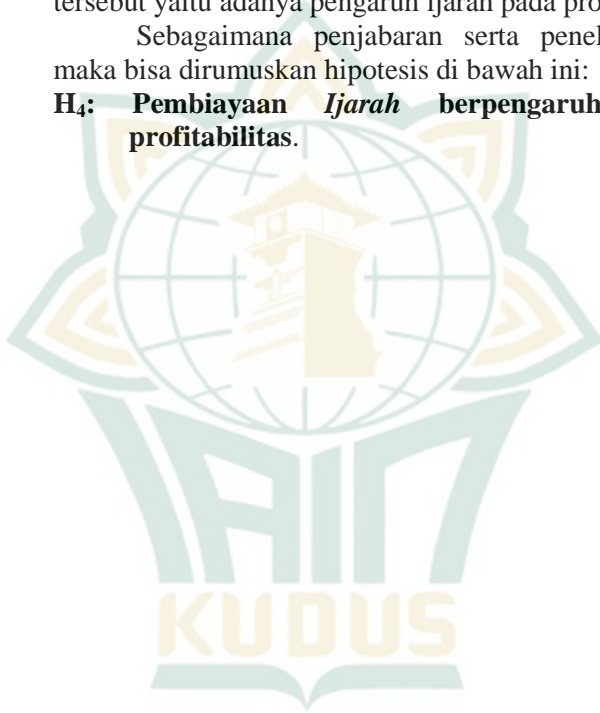 tersebut yaitu adanya pengaruh Ijarah pada pro
Sebagaimana penjabaran serta penel
maka bisa dirumuskan hipotesis di bawah ini:
H₄: Pembiayaan Ijarah berpengaruh
profitabilitas.
IAIN
KUDUS